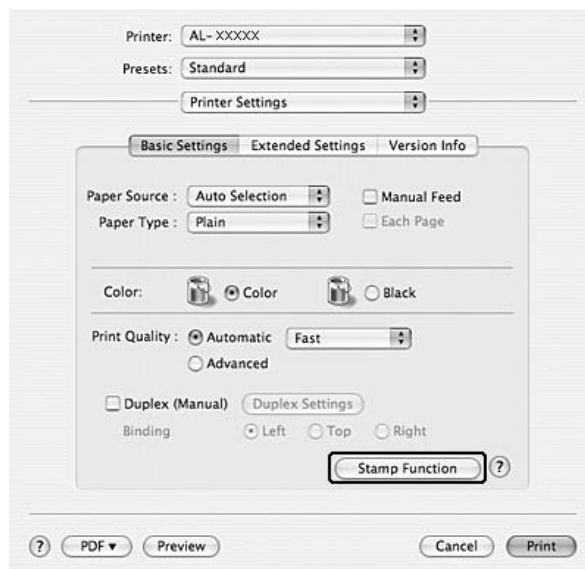 Printer: AL- XXXXX
Presets: Standard
Printer Settings
Basic Settings Extended Settings Version Info
Paper Source : Auto Selection Manual Feed
Paper Type : Plain Each Page
Color: Color Black
Print Quality : Automatic Fast
Advanced
Duplex (Manual) Duplex Settings
Binding Left Top Right
Stamp Function ?
? PDF ▼ Preview Cancel Print